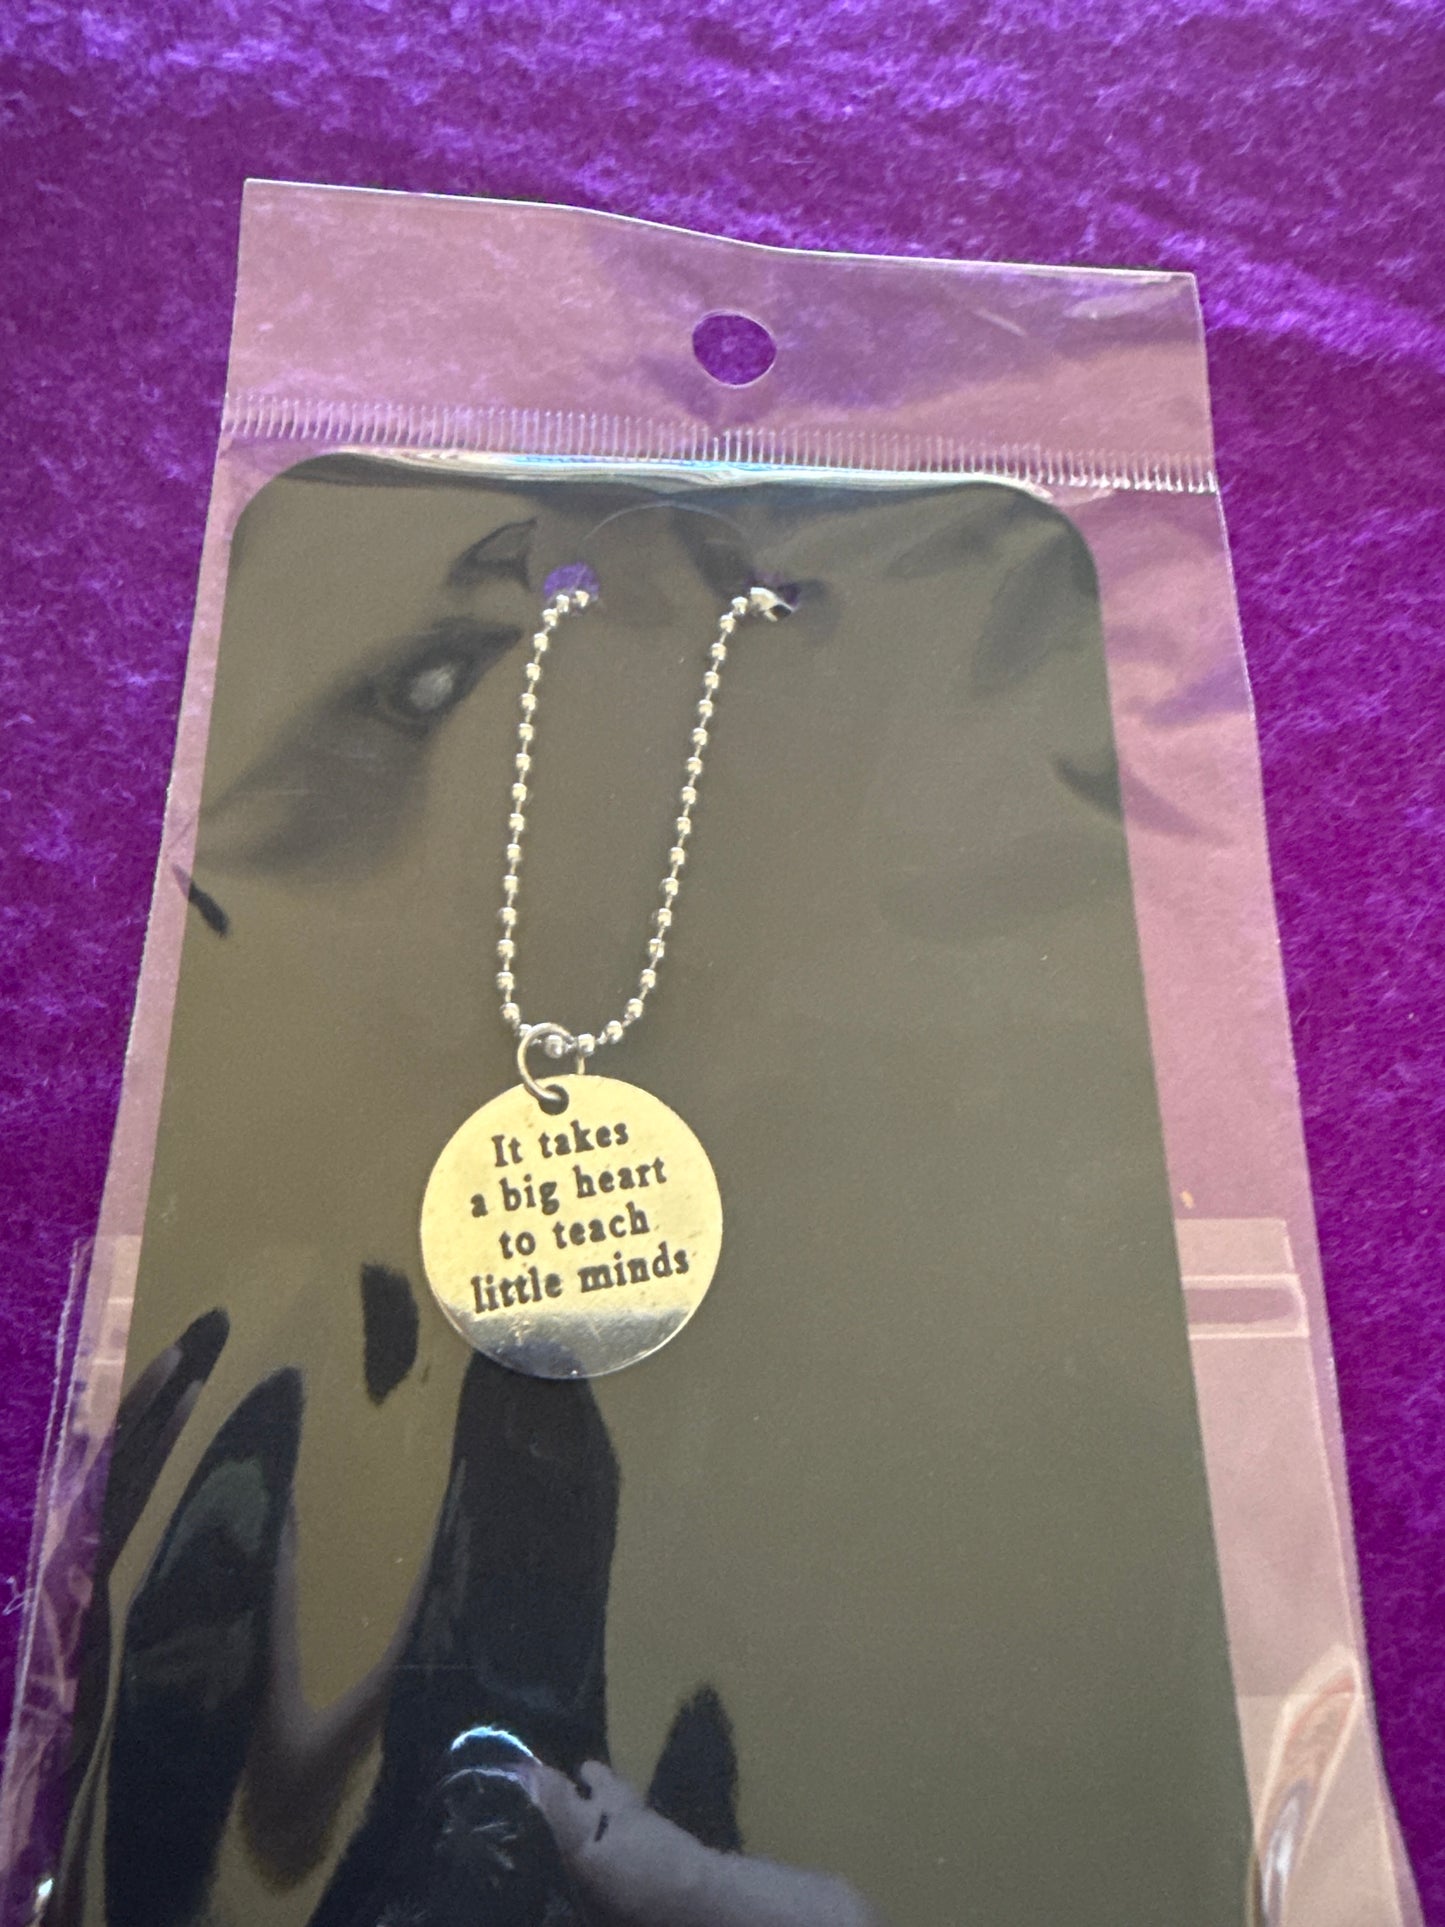 It takes
a big heart
to teach
little minds